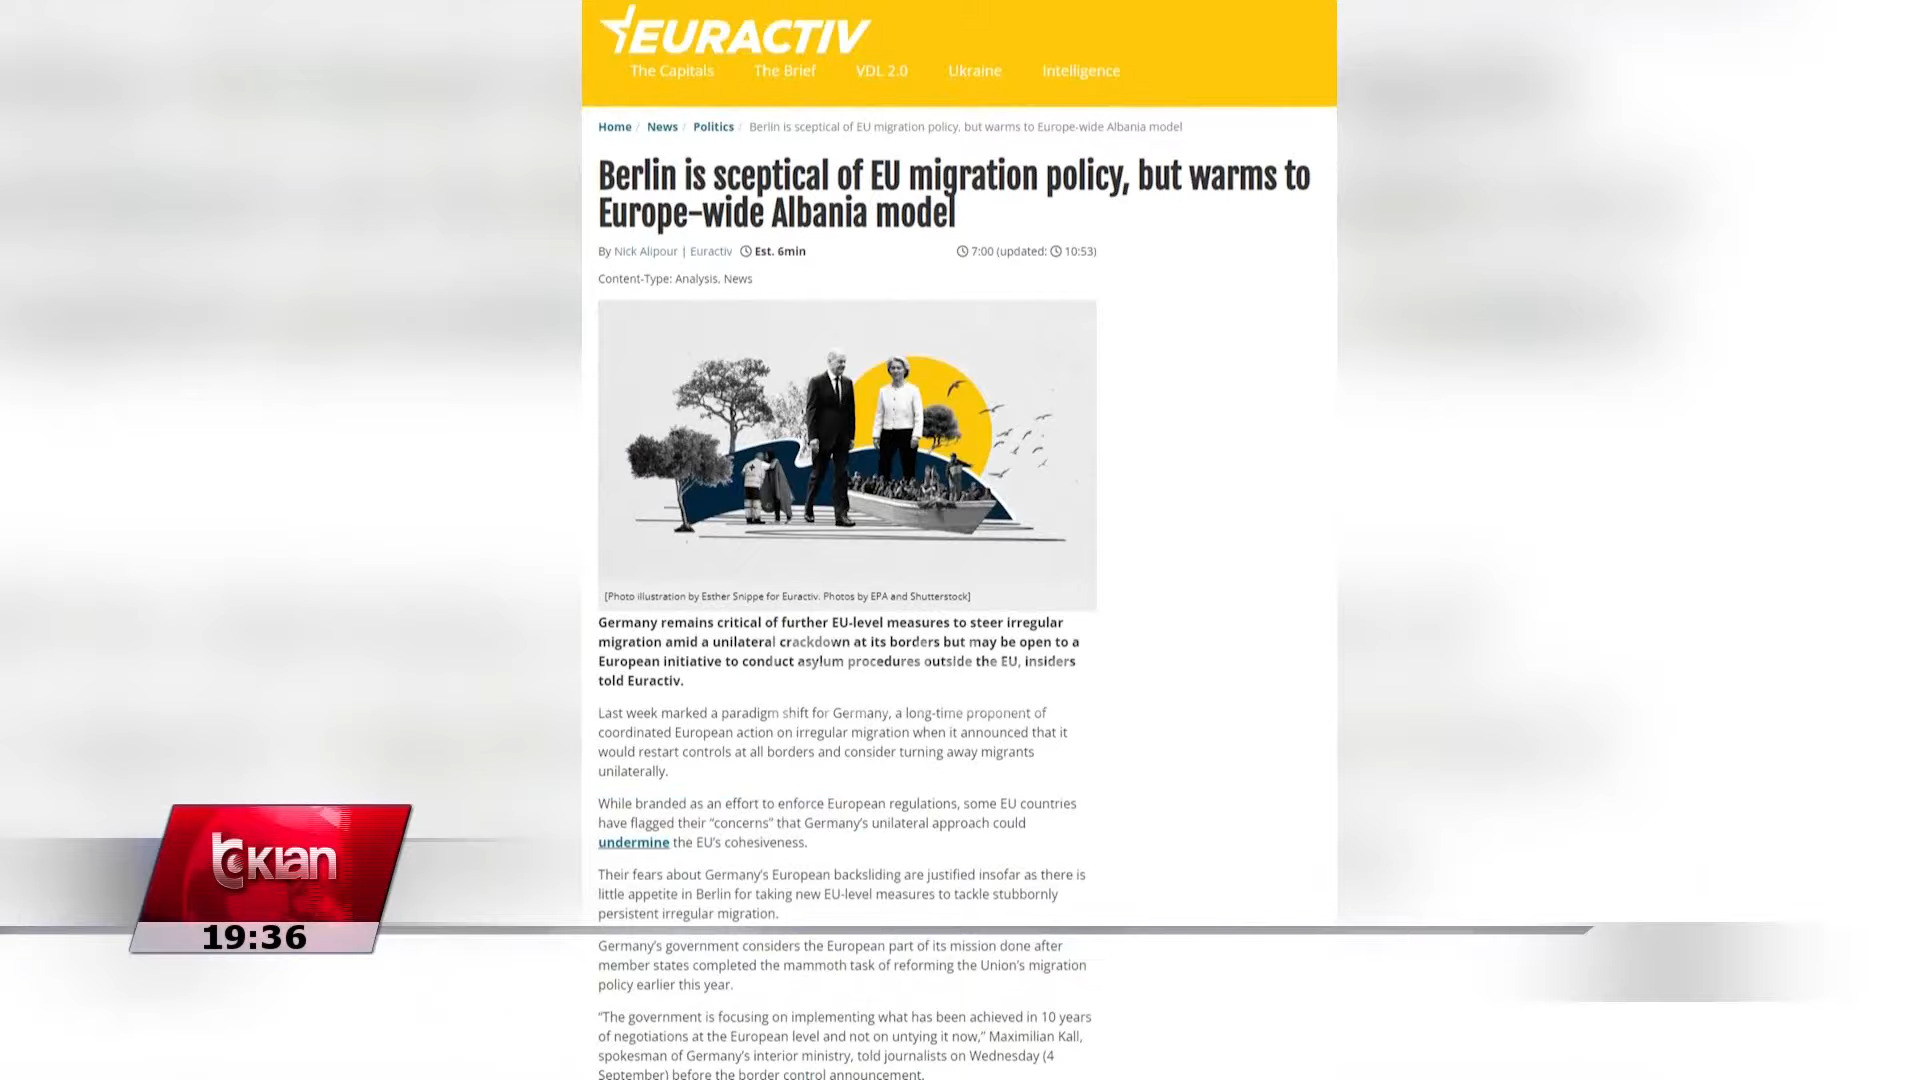 EURACTIV
The Capitals The Brief VDL 2.0 Ukraine Intelligence
Home / News / Politics / Berlin is sceptical of EU migration policy, but warms to Europe-wide Albania model
Berlin is sceptical of EU migration policy, but warms to
Europe-wide Albania model
By Nick Alipour | Euractiv Est. 6min 7:00 (updated: 10:53)
Content-Type: Analysis, News
[Photo illustration by Esther Snippe for Euractiv. Photos by EPA and Shutterstock]
Germany remains critical of further EU-level measures to steer irregular
migration amid a unilateral crackdown at its borders but may be open to a
European initiative to conduct asylum procedures outside the EU, insiders
told Euractiv.
Last week marked a paradigm shift for Germany, a long-time proponent of
coordinated European action on irregular migration when it announced that it
would restart controls at all borders and consider turning away migrants
unilaterally.
While branded as an effort to enforce European regulations, some EU countries
have flagged their “concerns” that Germany’s unilateral approach could
undermine the EU’s cohesiveness.
Their fears about Germany’s European backsliding are justified insofar as there is
little appetite in Berlin for taking new EU-level measures to tackle stubbornly
persistent irregular migration.
Germany’s government considers the European part of its mission done after
member states completed the mammoth task of reforming the Union’s migration
policy earlier this year.
“The government is focusing on implementing what has been achieved in 10 years
of negotiations at the European level and not on untying it now,” Maximilian Kall,
spokesman of Germany’s interior ministry, told journalists on Wednesday (4
September) before the border control announcement.
tc KLAN
19:36